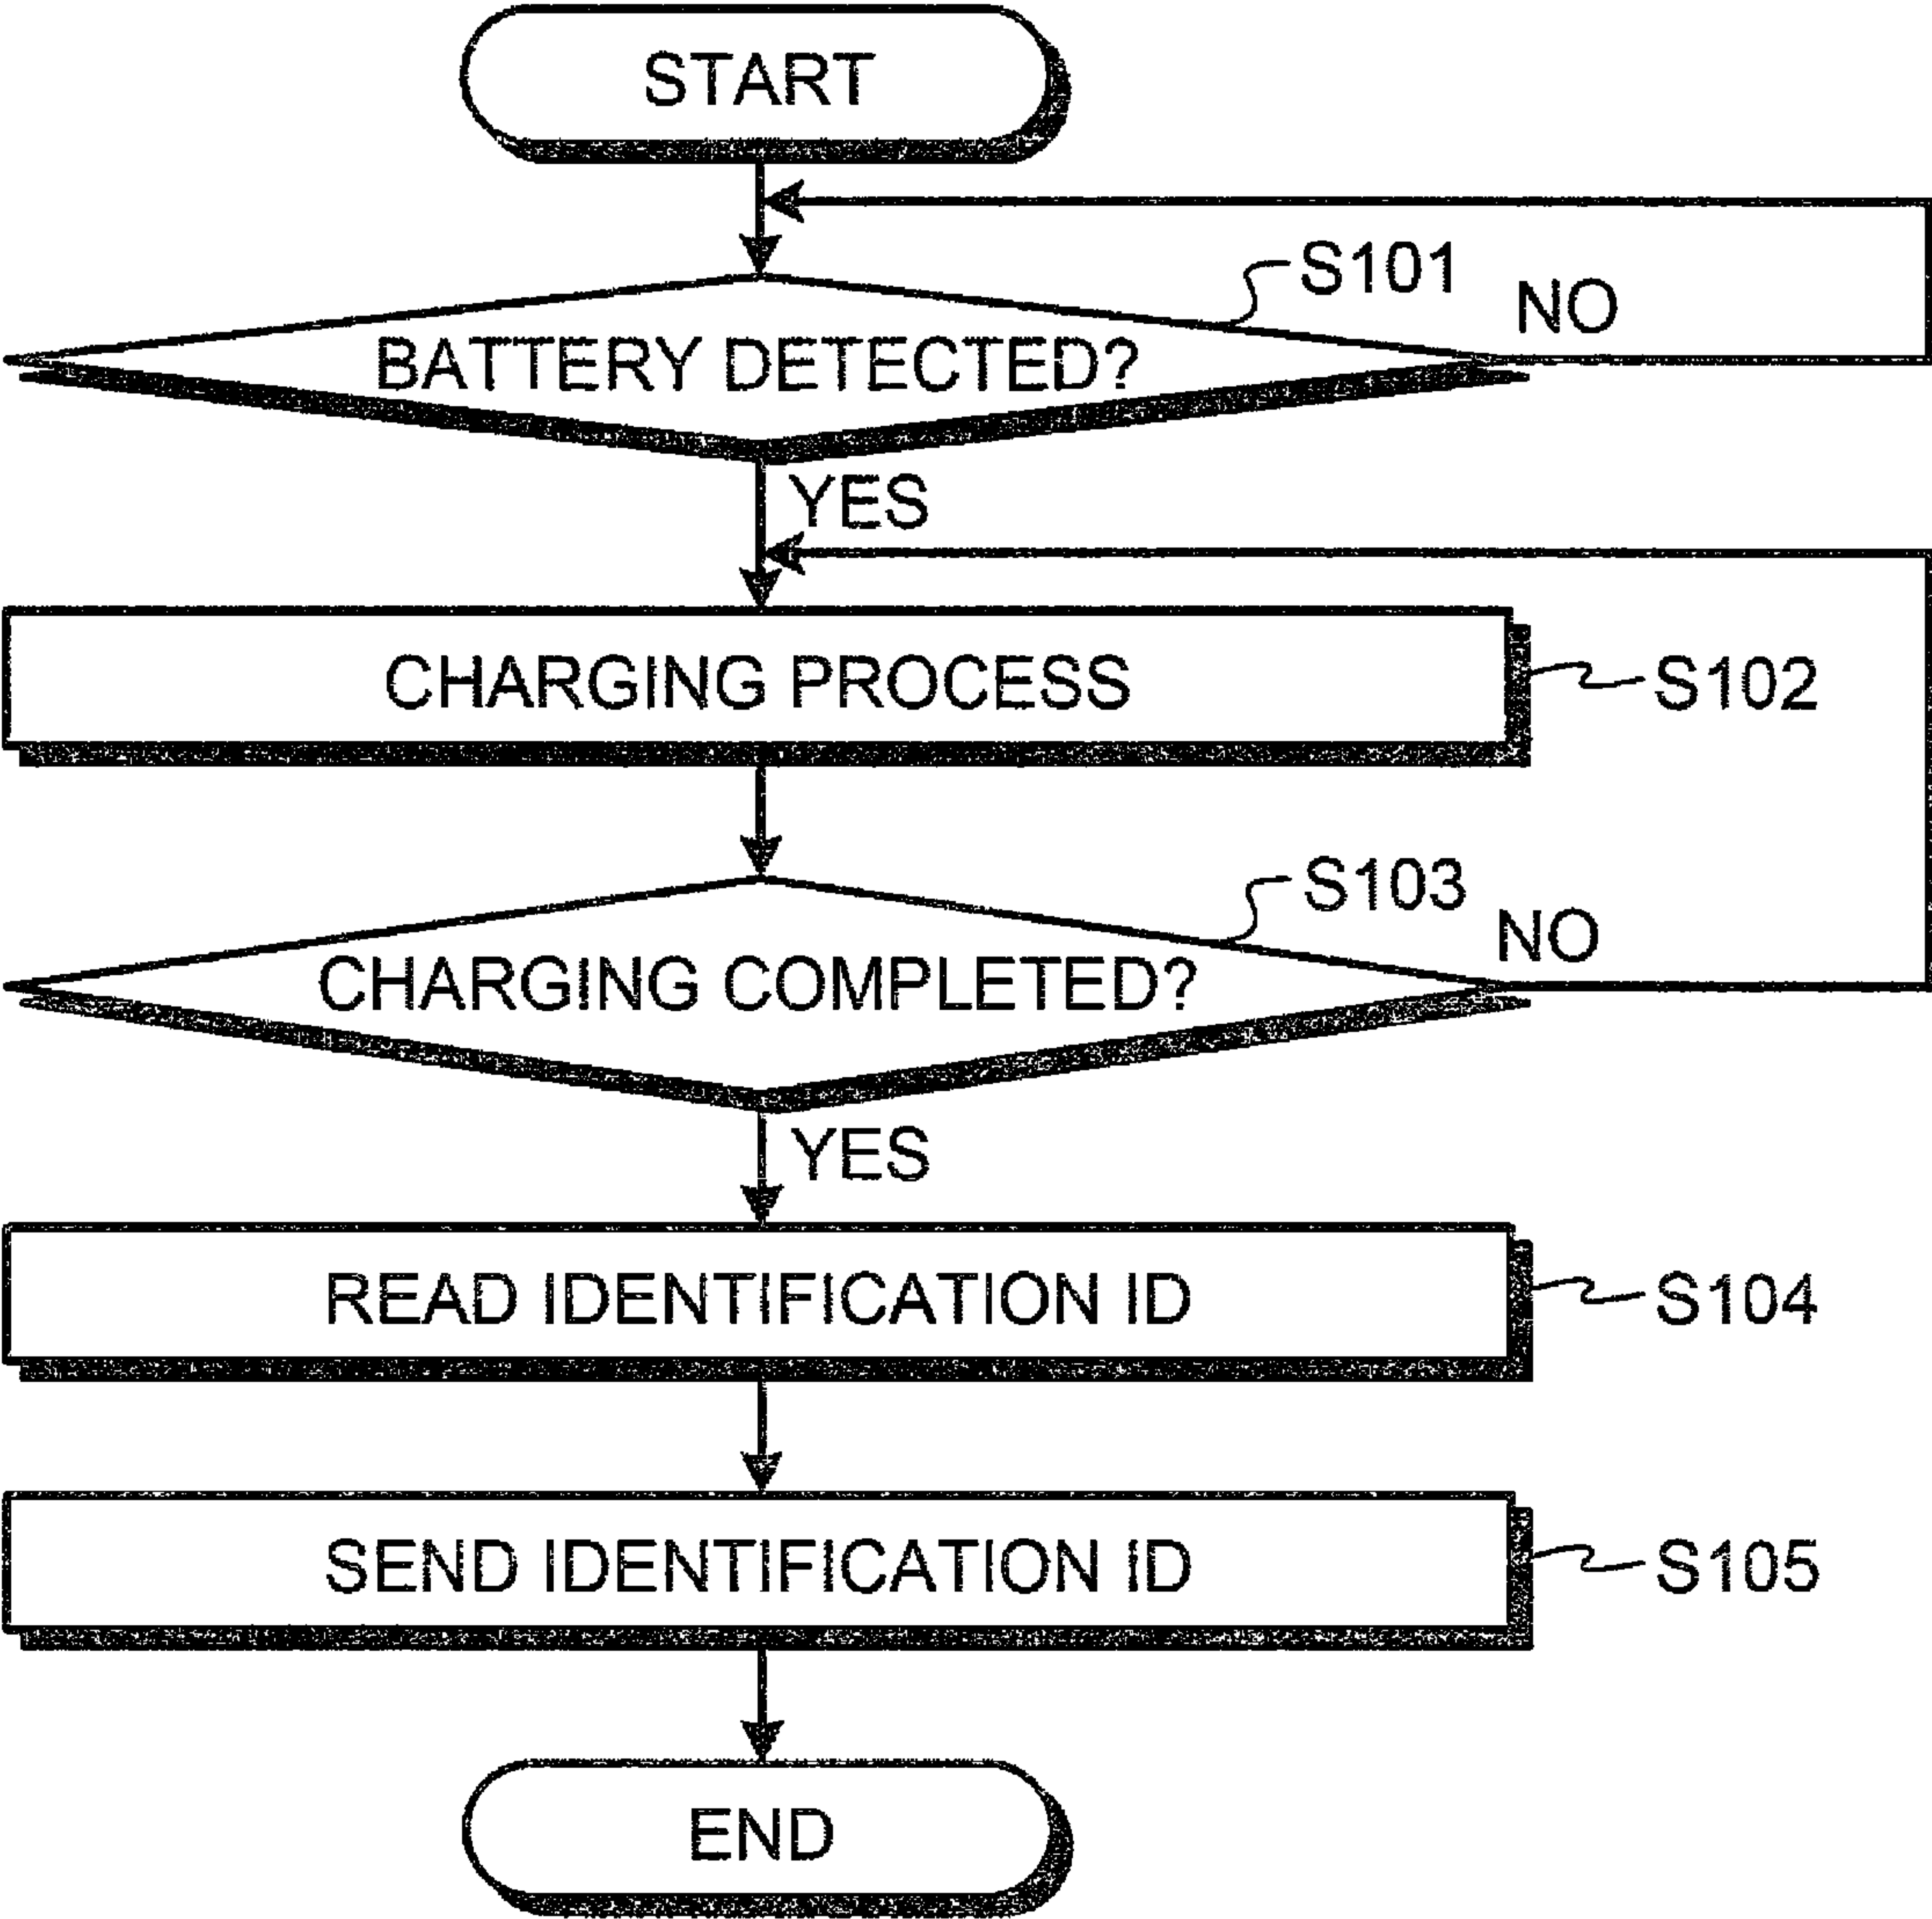 START
S101
NO
BATTERY DETECTED?
YES
CHARGING PROCESS
S102
S103
NO
CHARGING COMPLETED?
YES
READ IDENTIFICATION ID
S104
SEND IDENTIFICATION ID
S105
END